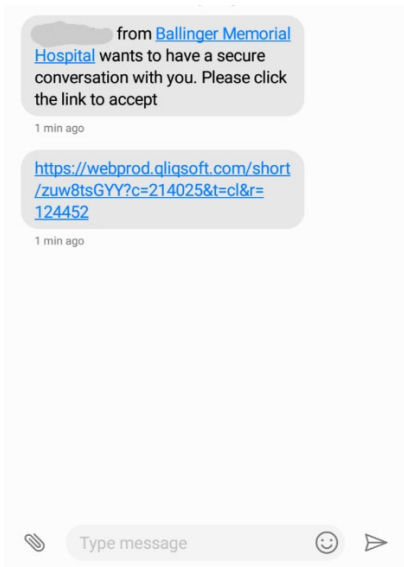 from Ballinger Memorial
Hospital wants to have a secure
conversation with you. Please click
the link to accept
1 min ago
https://webprod.qliqsoft.com/short
/zuw8tsGYY?c=214025&t=cl&r=
124452
1 min ago
Type message